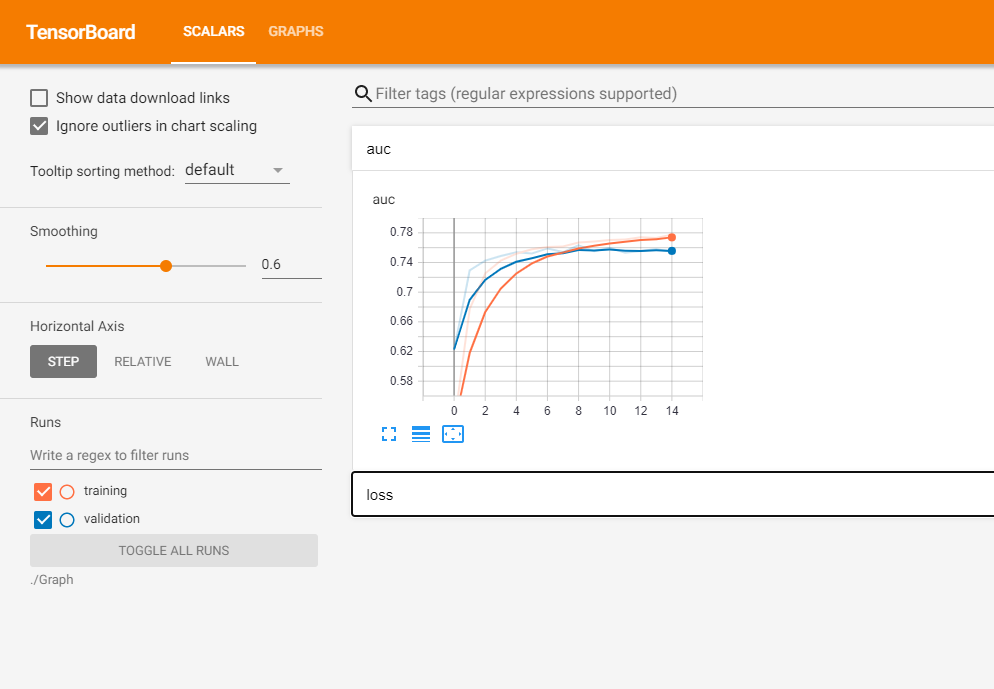 TensorBoard SCALARS GRAPHS
Show data download links
Ignore outliers in chart scaling
Tooltip sorting method: default
Smoothing
0.6
Horizontal Axis
STEP RELATIVE WALL
Runs
Write a regex to filter runs
training
validation
TOGGLE ALL RUNS
./Graph
Filter tags (regular expressions supported)
auc
auc
0.78
0.74
0.7
0.66
0.62
0.58
0 2 4 6 8 10 12 14
loss